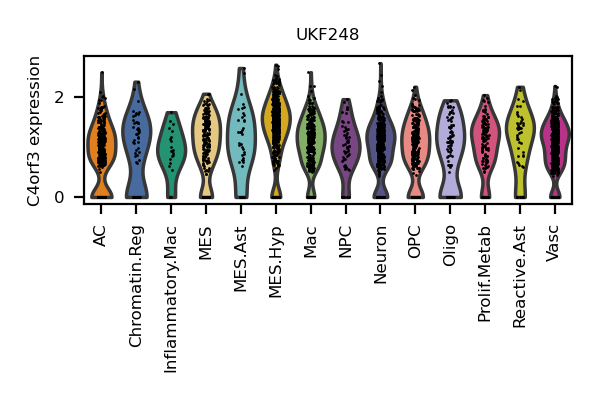 UKF248
C4orf3 expression
2
0
AC
Chromatin.Reg
Inflammatory.Mac
MES
MES.Ast
MES.Hyp
Mac
NPC
Neuron
OPC
Oligo
Prolif.Metab
Reactive.Ast
Vasc